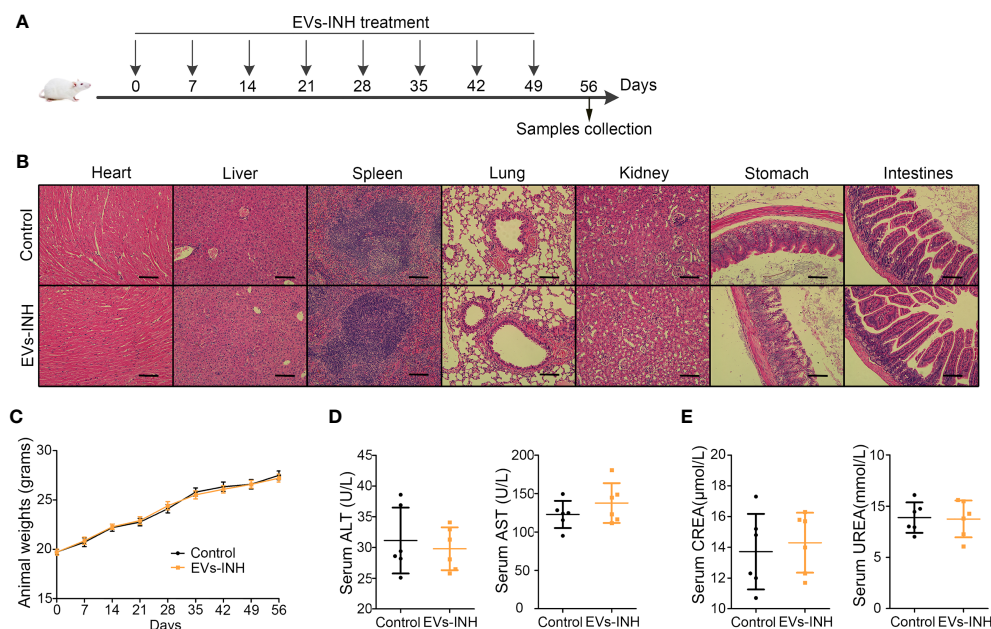 A
EVs-INH treatment
0 7 14 21 28 35 42 49 56 Days
Samples collection
B
Heart Liver Spleen Lung Kidney Stomach Intestines
Control
EVs-INH
C
Animal weights (grams)
30
25
20
15
0 7 14 21 28 35 42 49 56
Days
Control
EVs-INH
D
Serum ALT (U/L)
45
40
35
30
25
20
Control EVs-INH
Serum AST (U/L)
200
150
100
50
0
Control EVs-INH
E
Serum CREA(μmol/L)
20
18
16
14
12
10
Control EVs-INH
Serum UREA(mmol/L)
10
15
5
0
Control EVs-INH